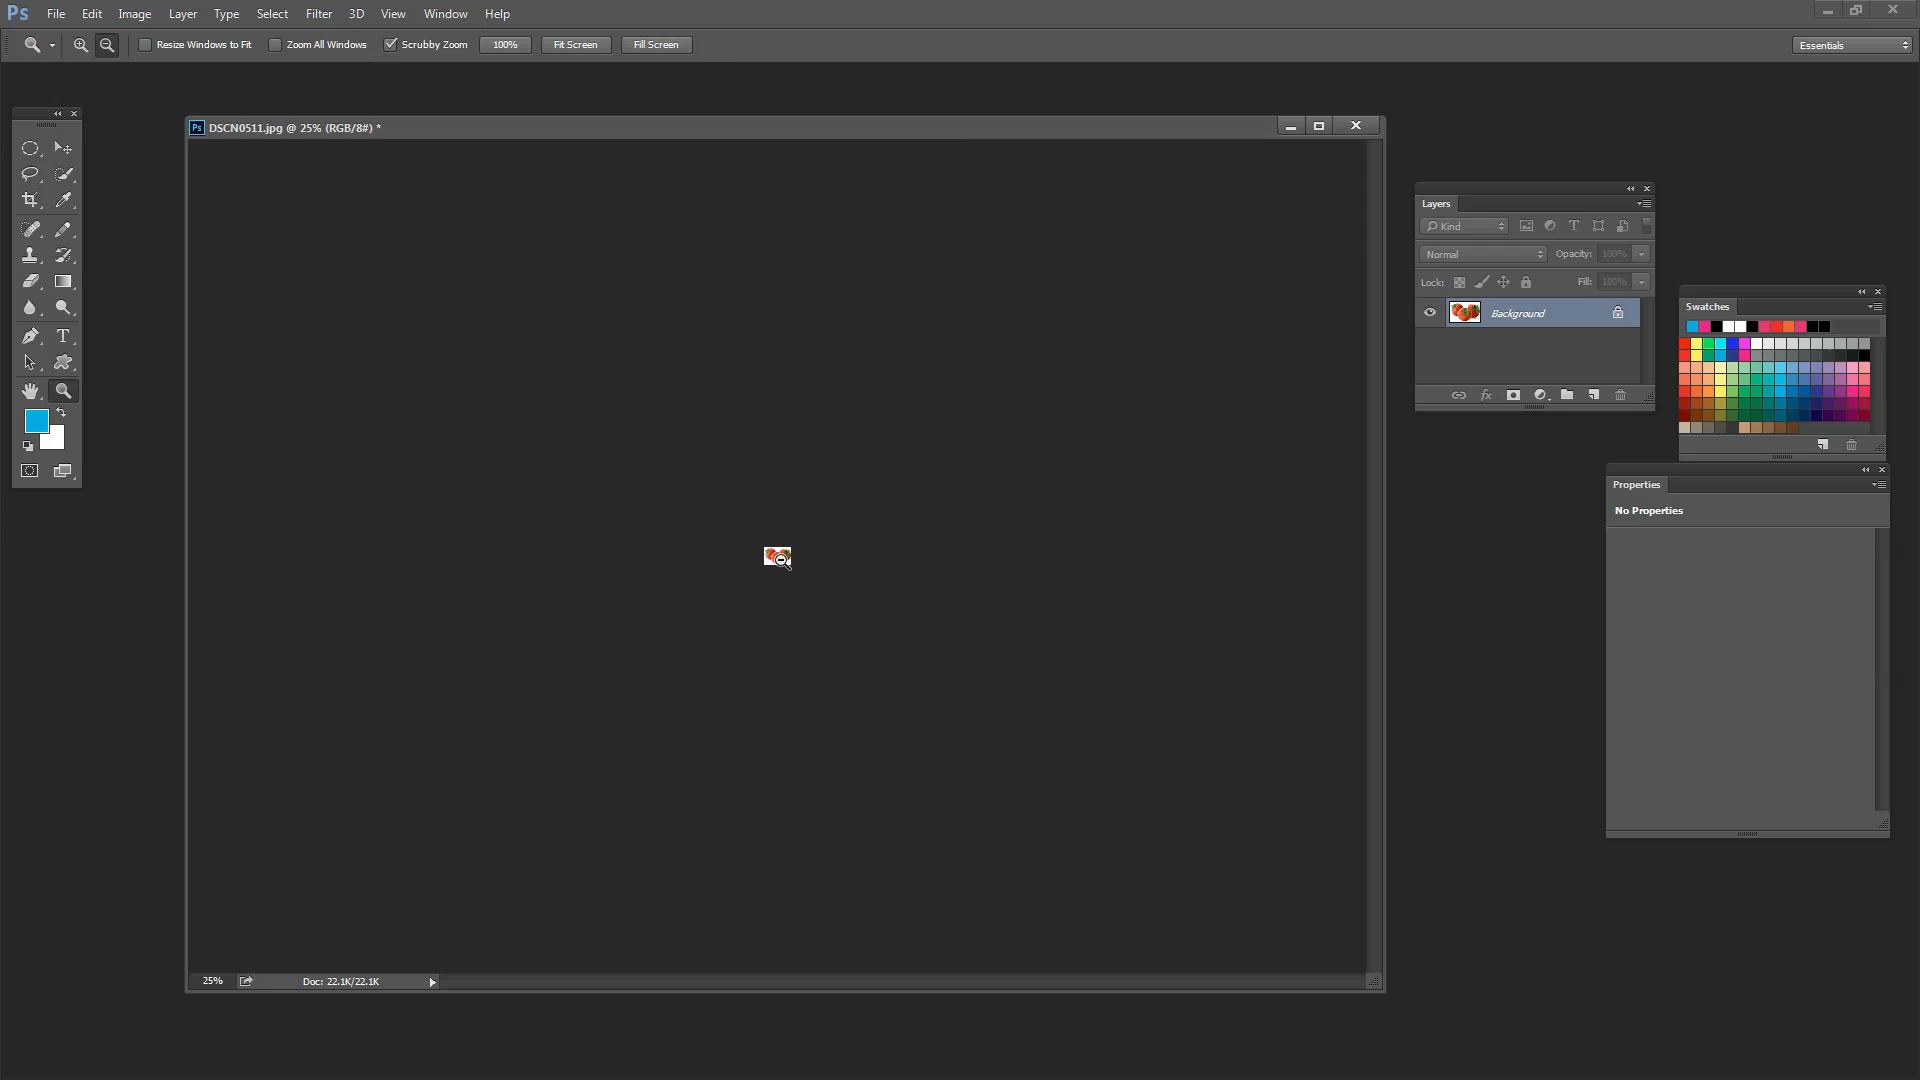 Ps File Edit Image Layer Type Select Filter 3D View Window Help
Resize Windows to Fit Zoom All Windows Scrubby Zoom 100% Fit Screen Fill Screen Essentials
Ps DSCN0511.jpg @ 25% (RGB/8#) *
Layers
Kind
T
Normal Opacity: 100%
Lock: Fill: 100%
Background
fx
Swatches
T
Properties
No Properties
25% Doc: 22.1K/22.1K